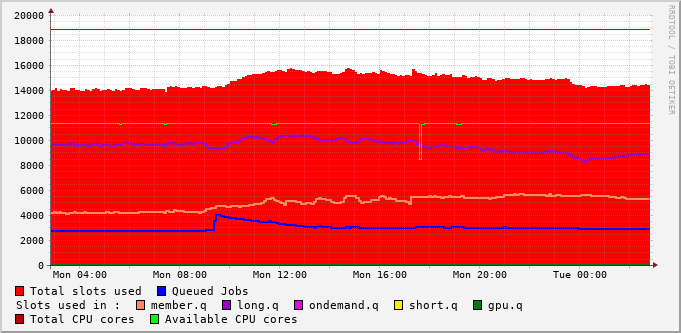 RRDTOOL / TOBI OETIKER
20000
18000
16000
14000
12000
10000
8000
6000
4000
2000
0
Mon 04:00 Mon 08:00 Mon 12:00 Mon 16:00 Mon 20:00 Tue 00:00
Total slots used Queued Jobs
Slots used in : member.q long.q ondemand.q short.q gpu.q
Total CPU cores Available CPU cores